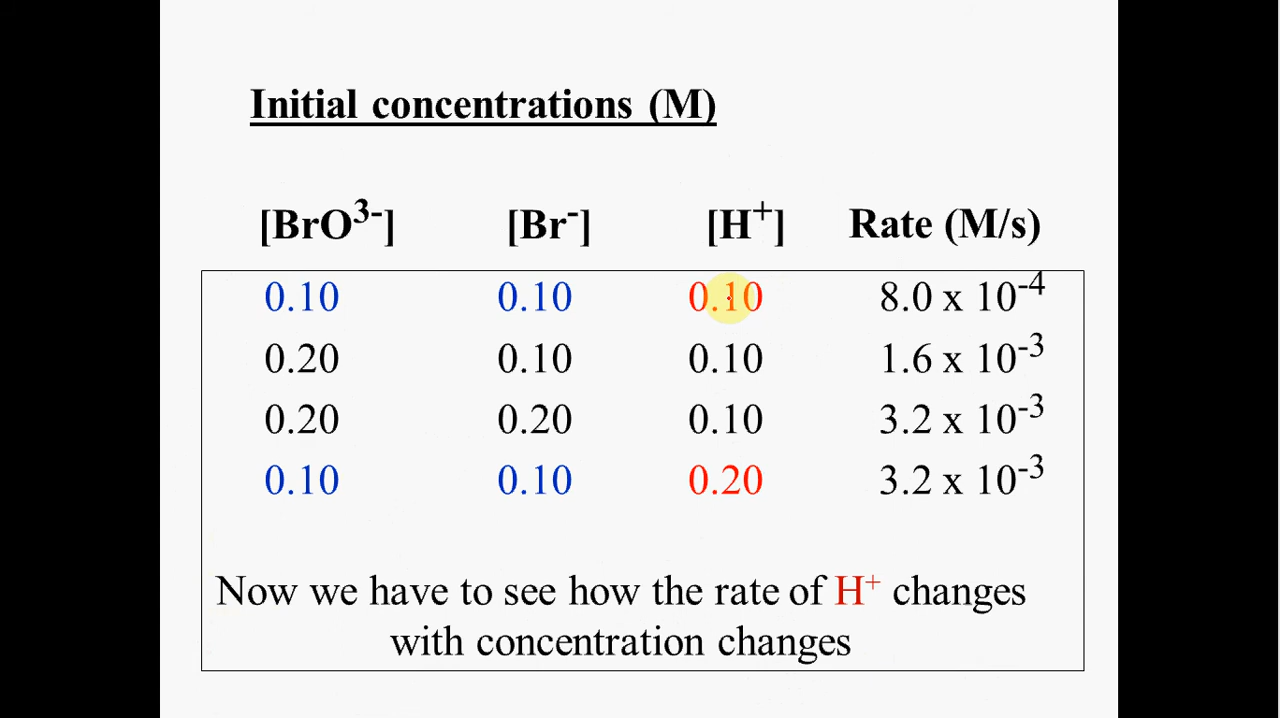 Initial concentrations (M)
[BrO³⁻] [Br⁻] [H⁺] Rate (M/s)
0.10 0.10 0.10 8.0 x 10⁻⁴
0.20 0.10 0.10 1.6 x 10⁻³
0.20 0.20 0.10 3.2 x 10⁻³
0.10 0.10 0.20 3.2 x 10⁻³
Now we have to see how the rate of H⁺ changes
with concentration changes